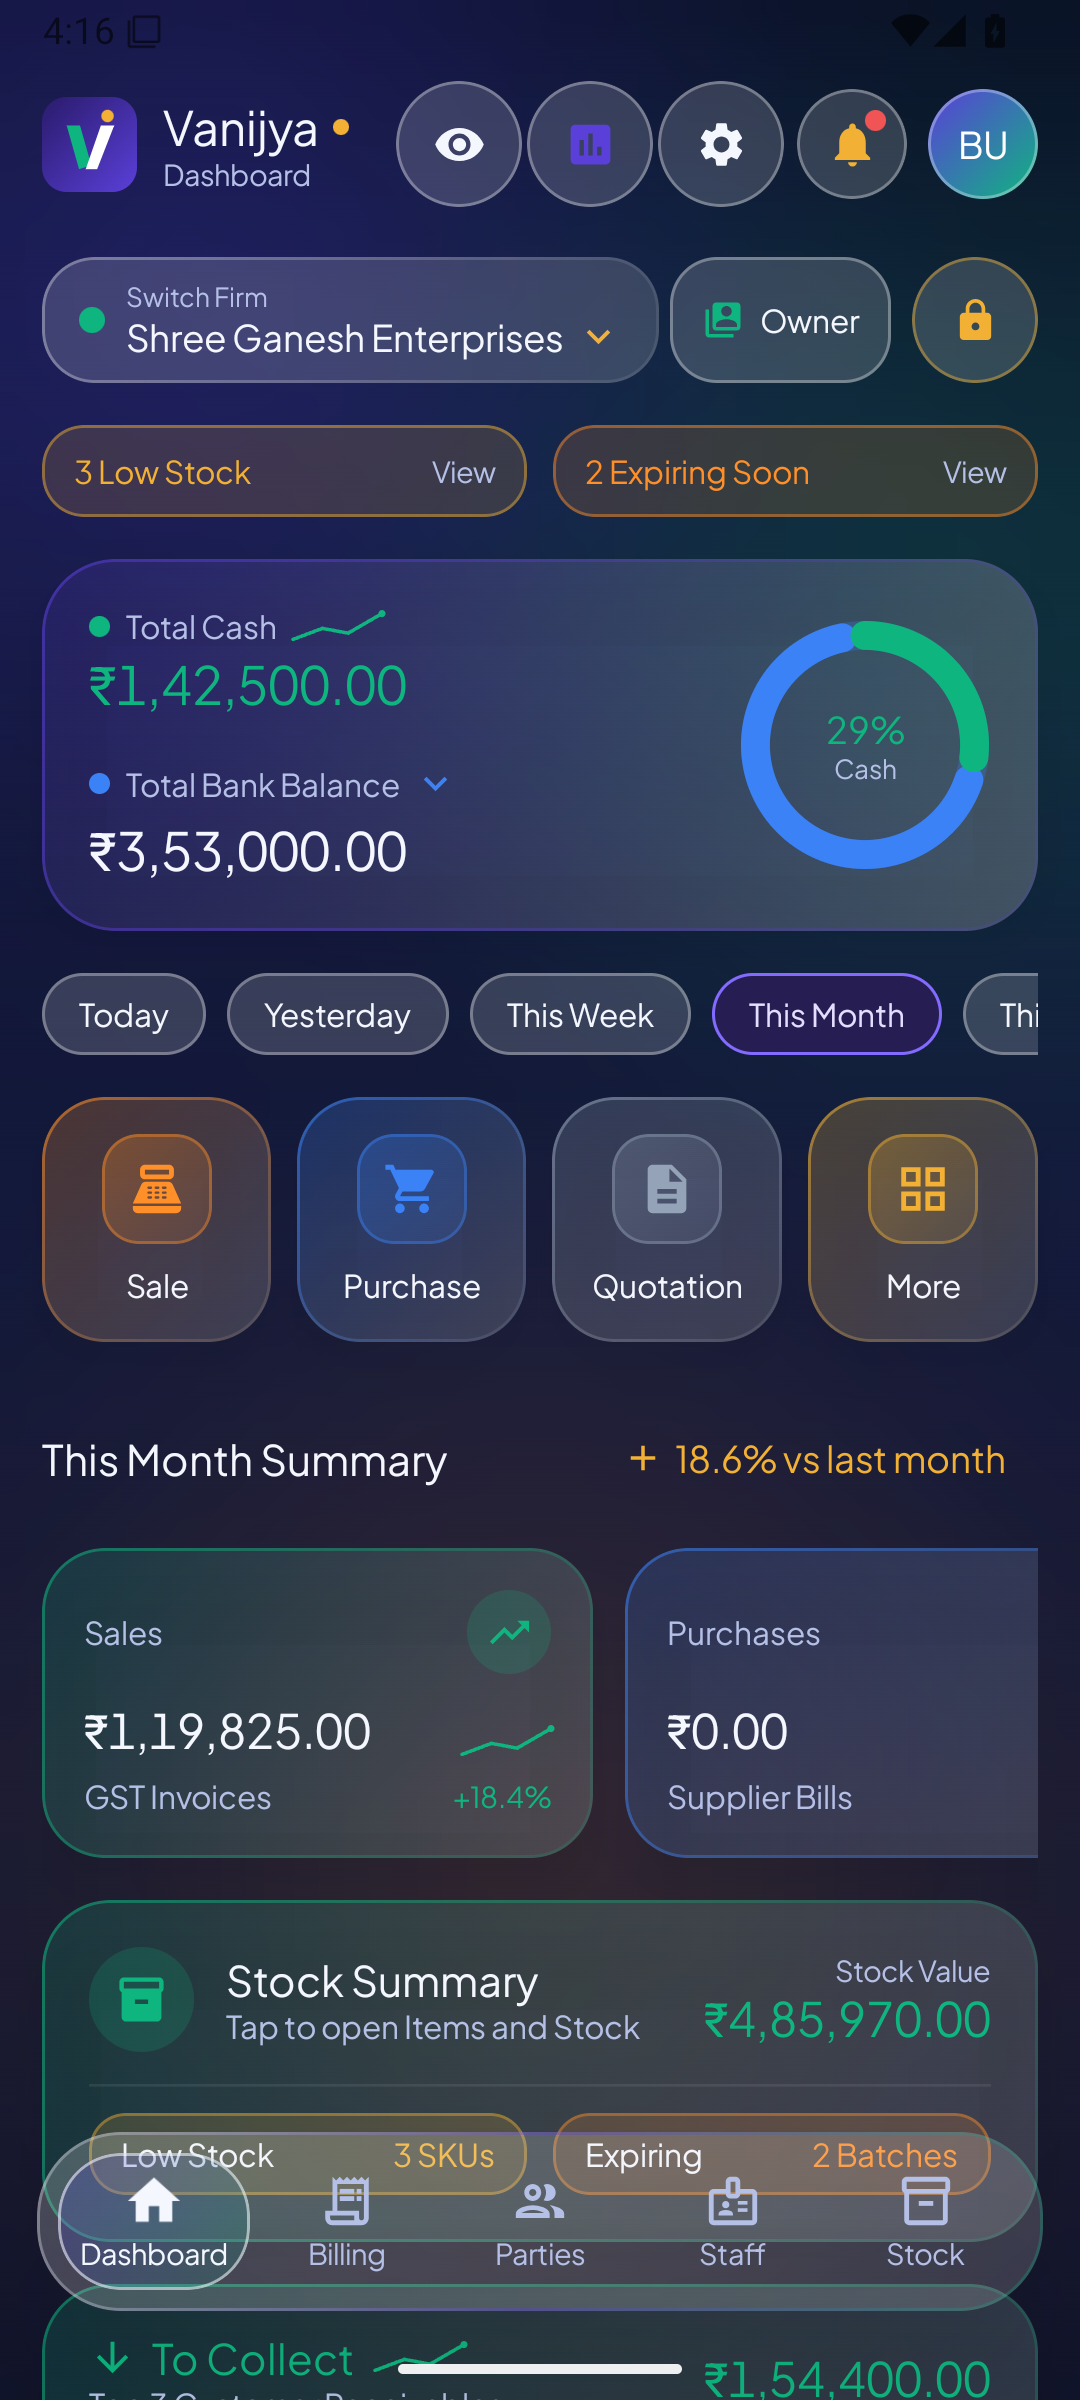 4:16
Vanijya
Dashboard
BU
Switch Firm
Shree Ganesh Enterprises
Owner
3 Low Stock View
2 Expiring Soon View
Total Cash
₹1,42,500.00
Total Bank Balance
₹3,53,000.00
29%
Cash
Today
Yesterday
This Week
This Month
Thi
Sale
Purchase
Quotation
More
This Month Summary
+ 18.6% vs last month
Sales
₹1,19,825.00
GST Invoices
+18.4%
Purchases
₹0.00
Supplier Bills
Stock Summary
Tap to open Items and Stock
Stock Value
₹4,85,970.00
Low Stock 3 SKUs
Expiring 2 Batches
Dashboard
Billing
Parties
Staff
Stock
To Collect
₹1,54,400.00